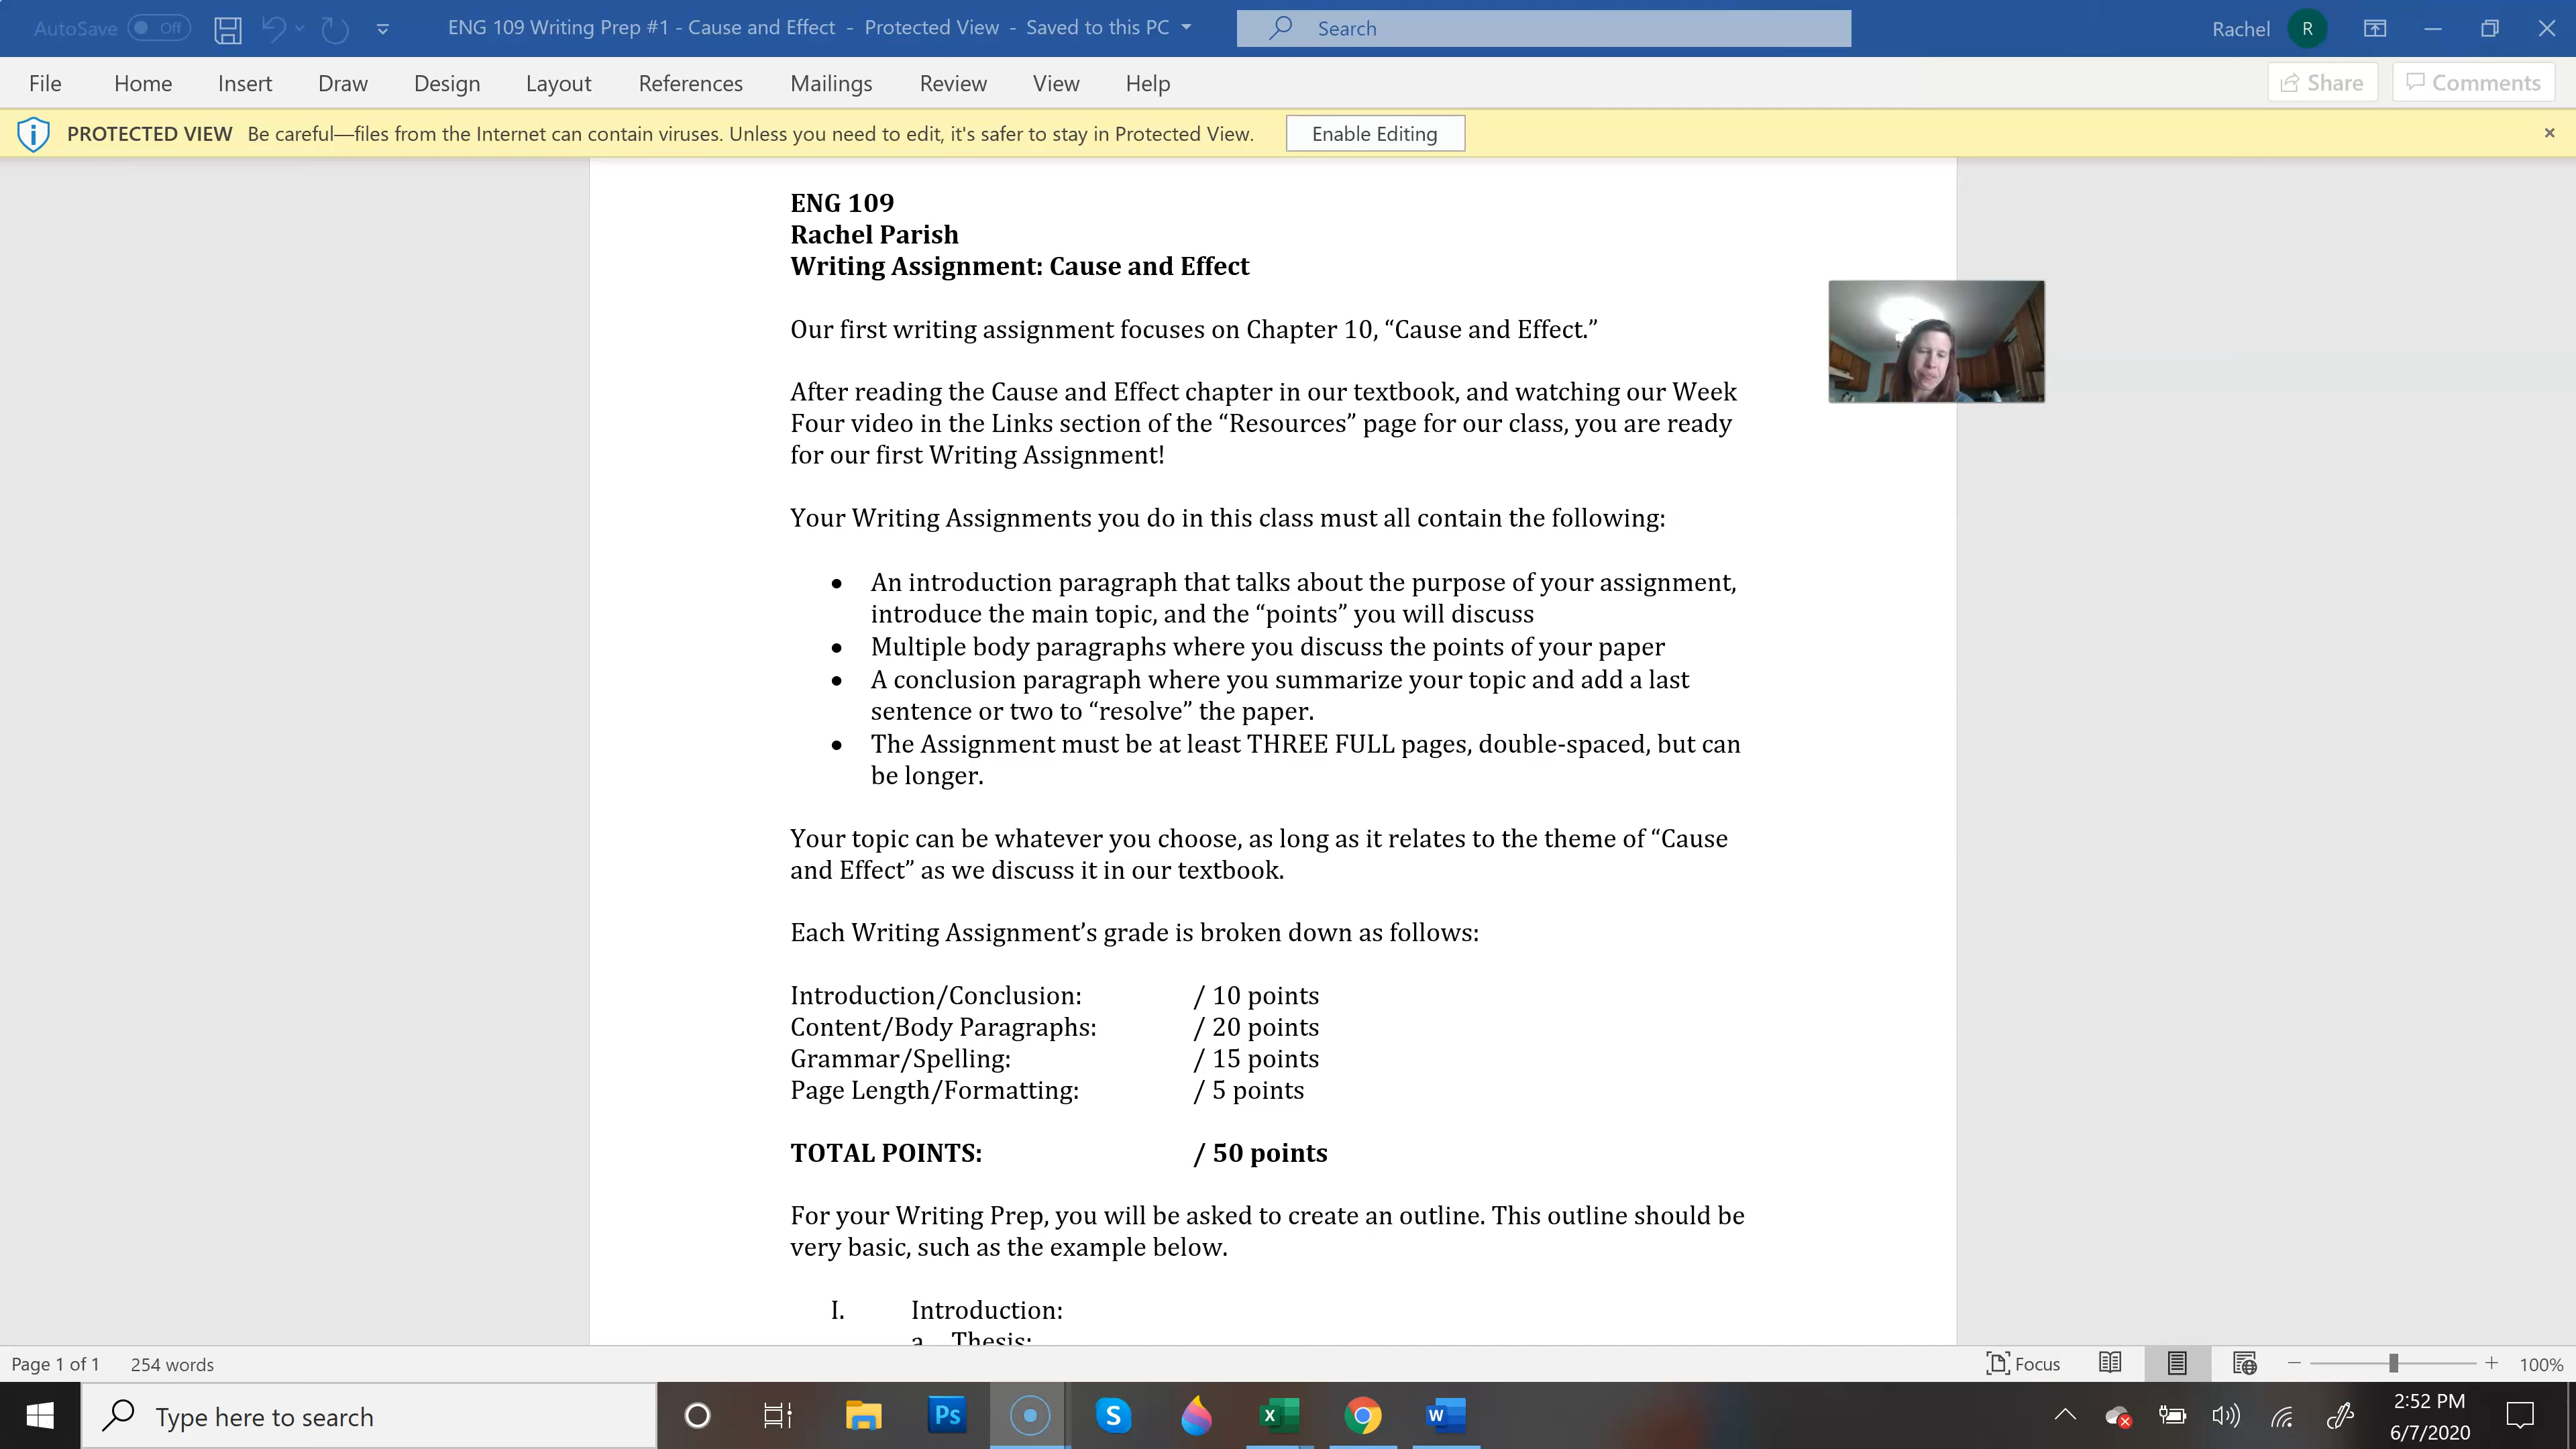 AutoSave Off ENG 109 Writing Prep #1 - Cause and Effect - Protected View - Saved to this PC Search Rachel R
File Home Insert Draw Design Layout References Mailings Review View Help Share Comments
PROTECTED VIEW Be careful—files from the Internet can contain viruses. Unless you need to edit, it's safer to stay in Protected View. Enable Editing
ENG 109
Rachel Parish
Writing Assignment: Cause and Effect
Our first writing assignment focuses on Chapter 10, “Cause and Effect.”
After reading the Cause and Effect chapter in our textbook, and watching our Week
Four video in the Links section of the “Resources” page for our class, you are ready
for our first Writing Assignment!
Your Writing Assignments you do in this class must all contain the following:
• An introduction paragraph that talks about the purpose of your assignment,
introduce the main topic, and the “points” you will discuss
• Multiple body paragraphs where you discuss the points of your paper
• A conclusion paragraph where you summarize your topic and add a last
sentence or two to “resolve” the paper.
• The Assignment must be at least THREE FULL pages, double-spaced, but can
be longer.
Your topic can be whatever you choose, as long as it relates to the theme of “Cause
and Effect” as we discuss it in our textbook.
Each Writing Assignment’s grade is broken down as follows:
Introduction/Conclusion: / 10 points
Content/Body Paragraphs: / 20 points
Grammar/Spelling: / 15 points
Page Length/Formatting: / 5 points
TOTAL POINTS: / 50 points
For your Writing Prep, you will be asked to create an outline. This outline should be
very basic, such as the example below.
I. Introduction:
a. Thesis:
Page 1 of 1 254 words Focus 100%
Type here to search Ps S X W 2:52 PM
6/7/2020